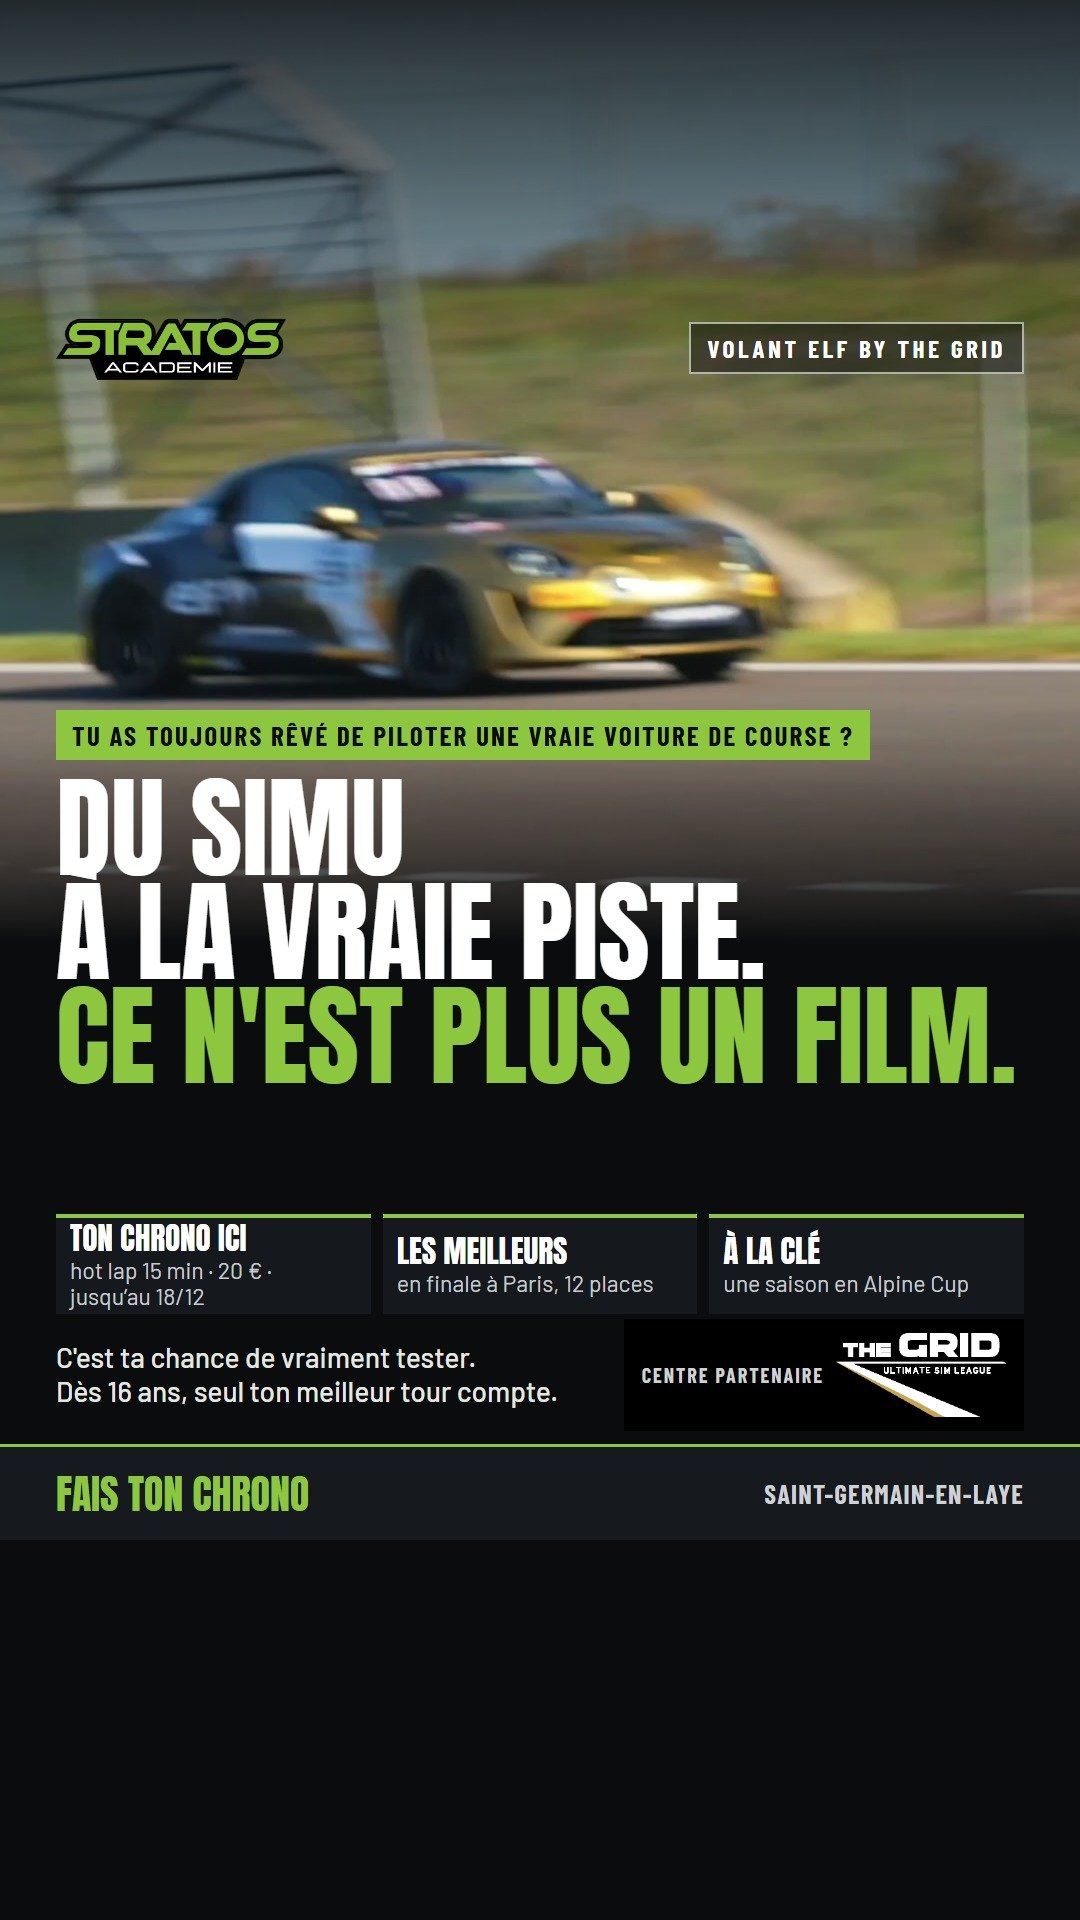 STRATOS
ACADEMIE
VOLANT ELF BY THE GRID
TU AS TOUJOURS RÊVÉ DE PILOTER UNE VRAIE VOITURE DE COURSE ?
DU SIMU
À LA VRAIE PISTE.
CE N'EST PLUS UN FILM.
TON CHRONO ICI
hot lap 15 min · 20 € ·
jusqu'au 18/12
LES MEILLEURS
en finale à Paris, 12 places
À LA CLÉ
une saison en Alpine Cup
C'est ta chance de vraiment tester.
Dès 16 ans, seul ton meilleur tour compte.
CENTRE PARTENAIRE
THE GRID
ULTIMATE SIM LEAGUE
FAIS TON CHRONO
SAINT-GERMAIN-EN-LAYE